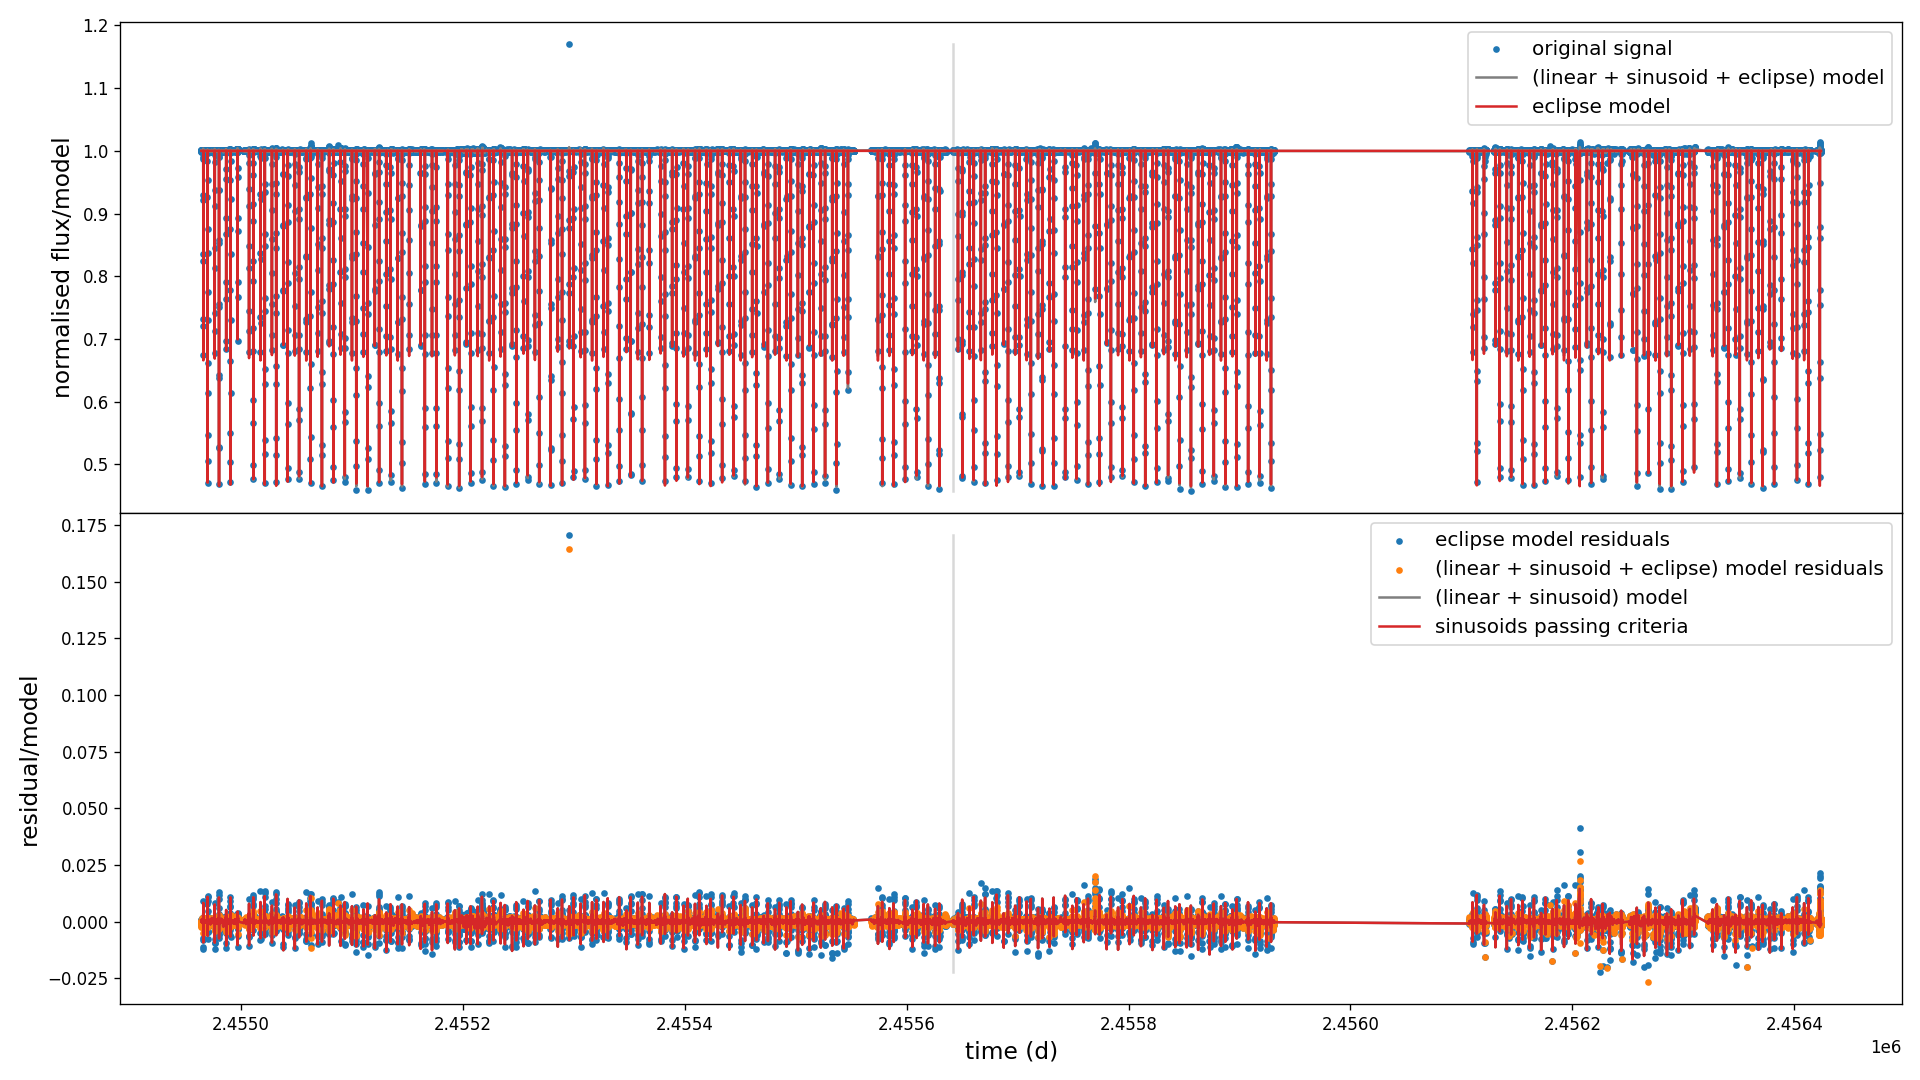 1.2
1.1
1.0
0.9
0.8
0.7
0.6
0.5
normalised flux/model
original signal
(linear + sinusoid + eclipse) model
eclipse model
0.175
0.150
0.125
0.100
0.075
0.050
0.025
0.000
−0.025
residual/model
eclipse model residuals
(linear + sinusoid + eclipse) model residuals
(linear + sinusoid) model
sinusoids passing criteria
2.4550 2.4552 2.4554 2.4556 2.4558 2.4560 2.4562 2.4564
time (d)
1e6